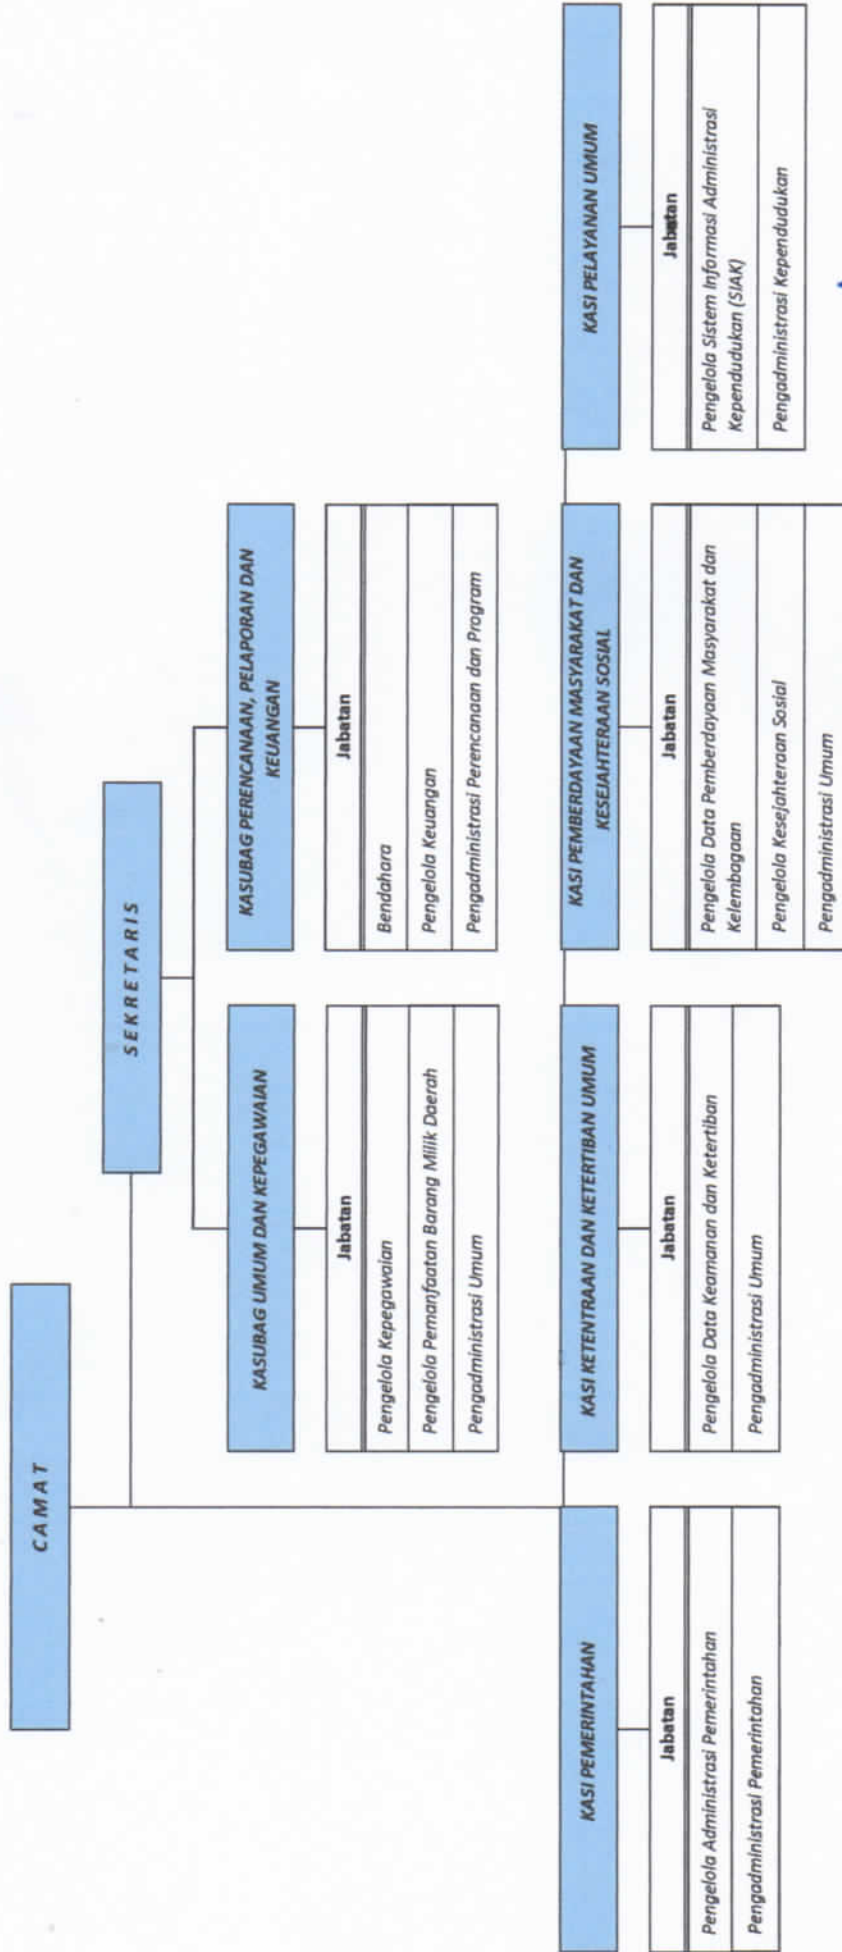 CAMAT
SEKRETARIS
KASUBAG UMUM DAN KEPEGAWAIAN
Jabatan
Pengelola Kepegawaian
Pengelola Pemanfaatan Barang Milik Daerah
Pengadministrasi Umum
KASUBAG PERENCANAAN, PELAPORAN DAN
KEUANGAN
Jabatan
Bendahara
Pengelola Keuangan
Pengadministrasi Perencanaan dan Program
KASI PEMERINTAHAN
Jabatan
Pengelola Administrasi Pemerintahan
Pengadministrasi Pemerintahan
KASI KETENTRAAN DAN KETERTIBAN UMUM
Jabatan
Pengelola Data Keamanan dan Ketertiban
Pengadministrasi Umum
KASI PEMBERDAYAAN MASYARAKAT DAN
KESEJAHTERAAN SOSIAL
Jabatan
Pengelola Data Pemberdayaan Masyarakat dan
Kelembagaan
Pengelola Kesejahteraan Sosial
Pengadministrasi Umum
KASI PELAYANAN UMUM
Jabatan
Pengelola Sistem Informasi Administrasi
Kependudukan (SIAK)
Pengadministrasi Kependudukan